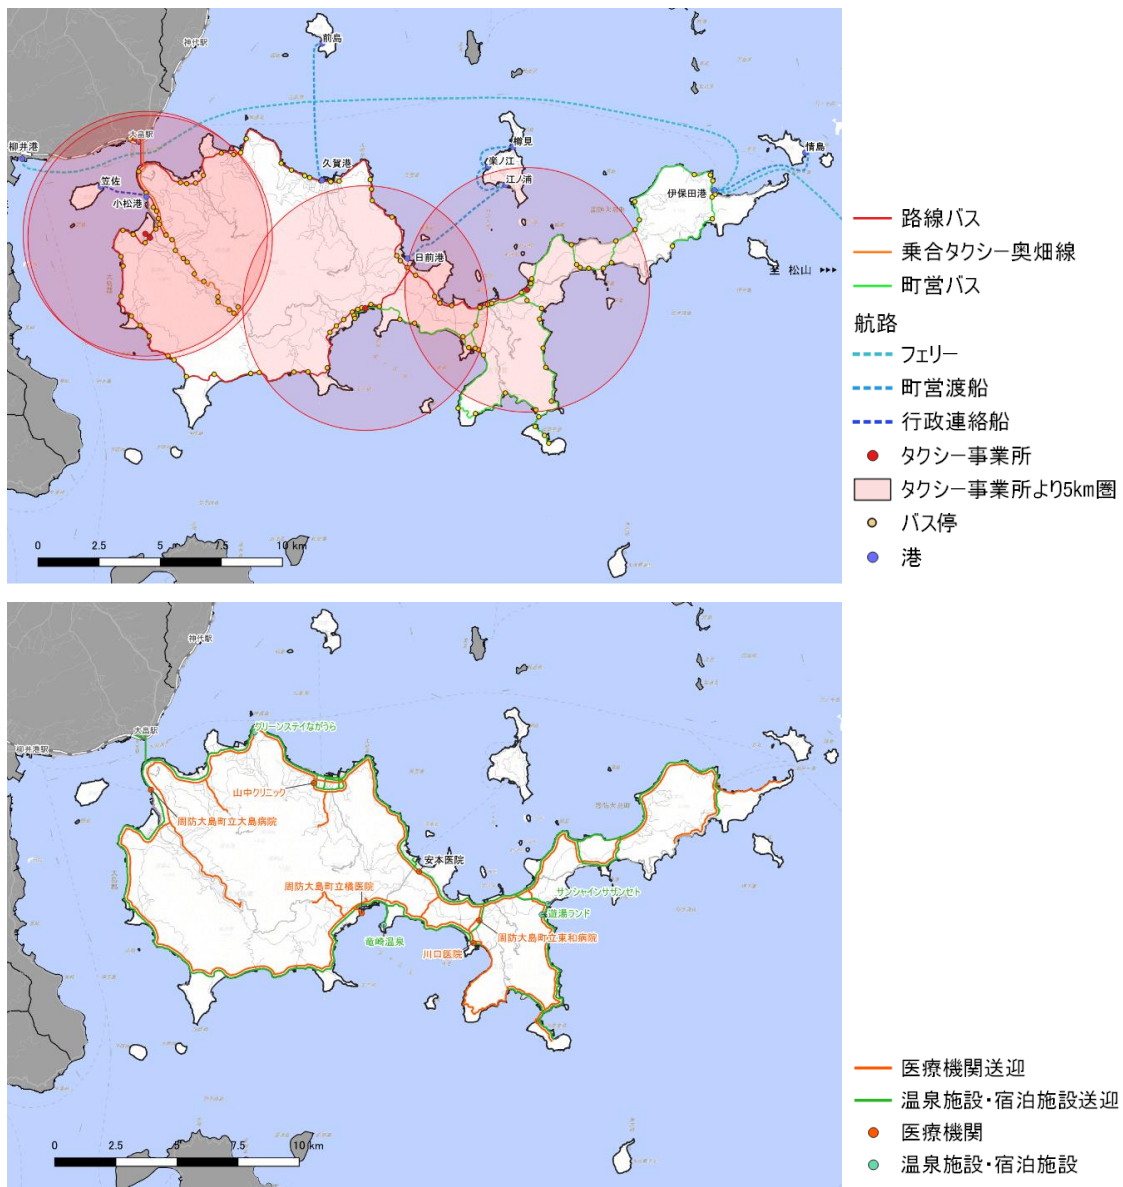 神代駅
前島
大畠駅
柳井港
久賀港
樽見
情島
笠佐
楽ノ江
江ノ浦
小松港
伊保田港
日前港
至 松山 ▸▸▸
0 2.5 5 7.5 10 km
路線バス
乗合タクシー奥畑線
町営バス
航路
フェリー
町営渡船
行政連絡船
タクシー事業所
タクシー事業所より5km圏
バス停
港
神代駅
大畠駅
グリーンステイながうら
柳井港駅
山中クリニック
周防大島町立大島病院
安本医院
周防大島町立橘医院
サンシャインサザンセト
遊湯ランド
竜崎温泉
川口医院
周防大島町立東和病院
0 2.5 5 7.5 10 km
医療機関送迎
温泉施設・宿泊施設送迎
医療機関
温泉施設・宿泊施設